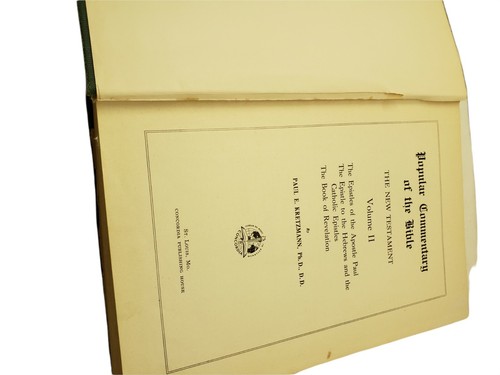 Popular Commentary
of the Bible
THE NEW TESTAMENT
Volume II
The Epistles of the Apostle Paul
The Epistle to the Hebrews and the
Catholic Epistles
The Book of Revelation
By
PAUL E. KRETZMANN, Ph. D., D. D.
ST. LOUIS, MO.
CONCORDIA PUBLISHING HOUSE